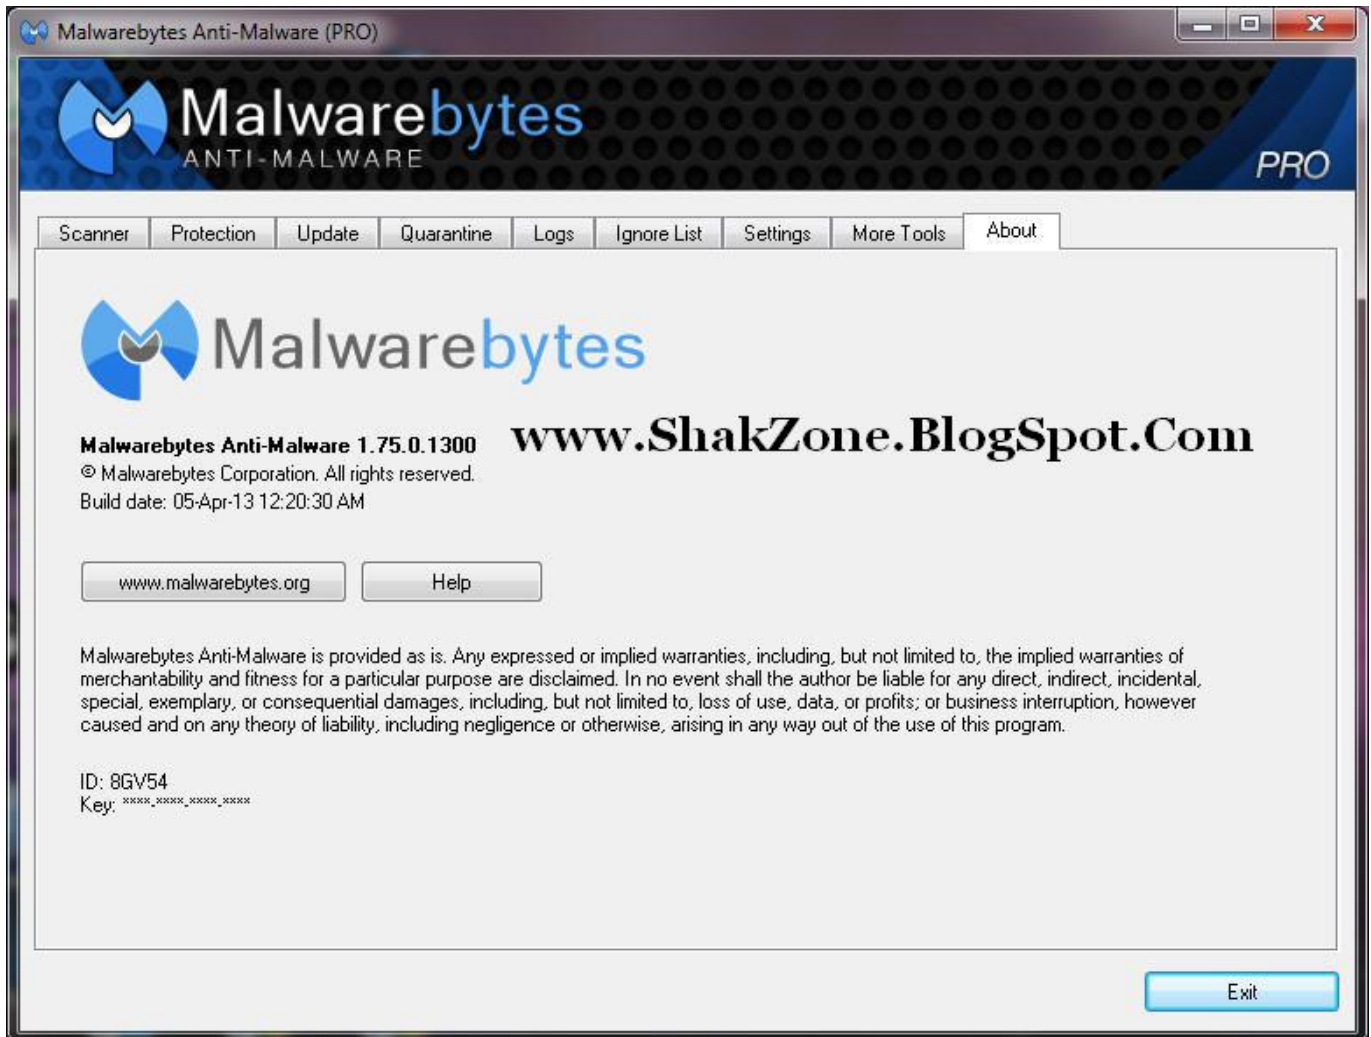 Malwarebytes Anti-Malware (PRO)
Malwarebytes
ANTI-MALWARE
PRO
Scanner Protection Update Quarantine Logs Ignore List Settings More Tools About
Malwarebytes
www.ShakZone.BlogSpot.Com
Malwarebytes Anti-Malware 1.75.0.1300
© Malwarebytes Corporation. All rights reserved.
Build date: 05-Apr-13 12:20:30 AM
www.malwarebytes.org Help
Malwarebytes Anti-Malware is provided as is. Any expressed or implied warranties, including, but not limited to, the implied warranties of
merchantability and fitness for a particular purpose are disclaimed. In no event shall the author be liable for any direct, indirect, incidental,
special, exemplary, or consequential damages, including, but not limited to, loss of use, data, or profits; or business interruption, however
caused and on any theory of liability, including negligence or otherwise, arising in any way out of the use of this program.
ID: 8GV54
Key: ****-****-****-****
Exit